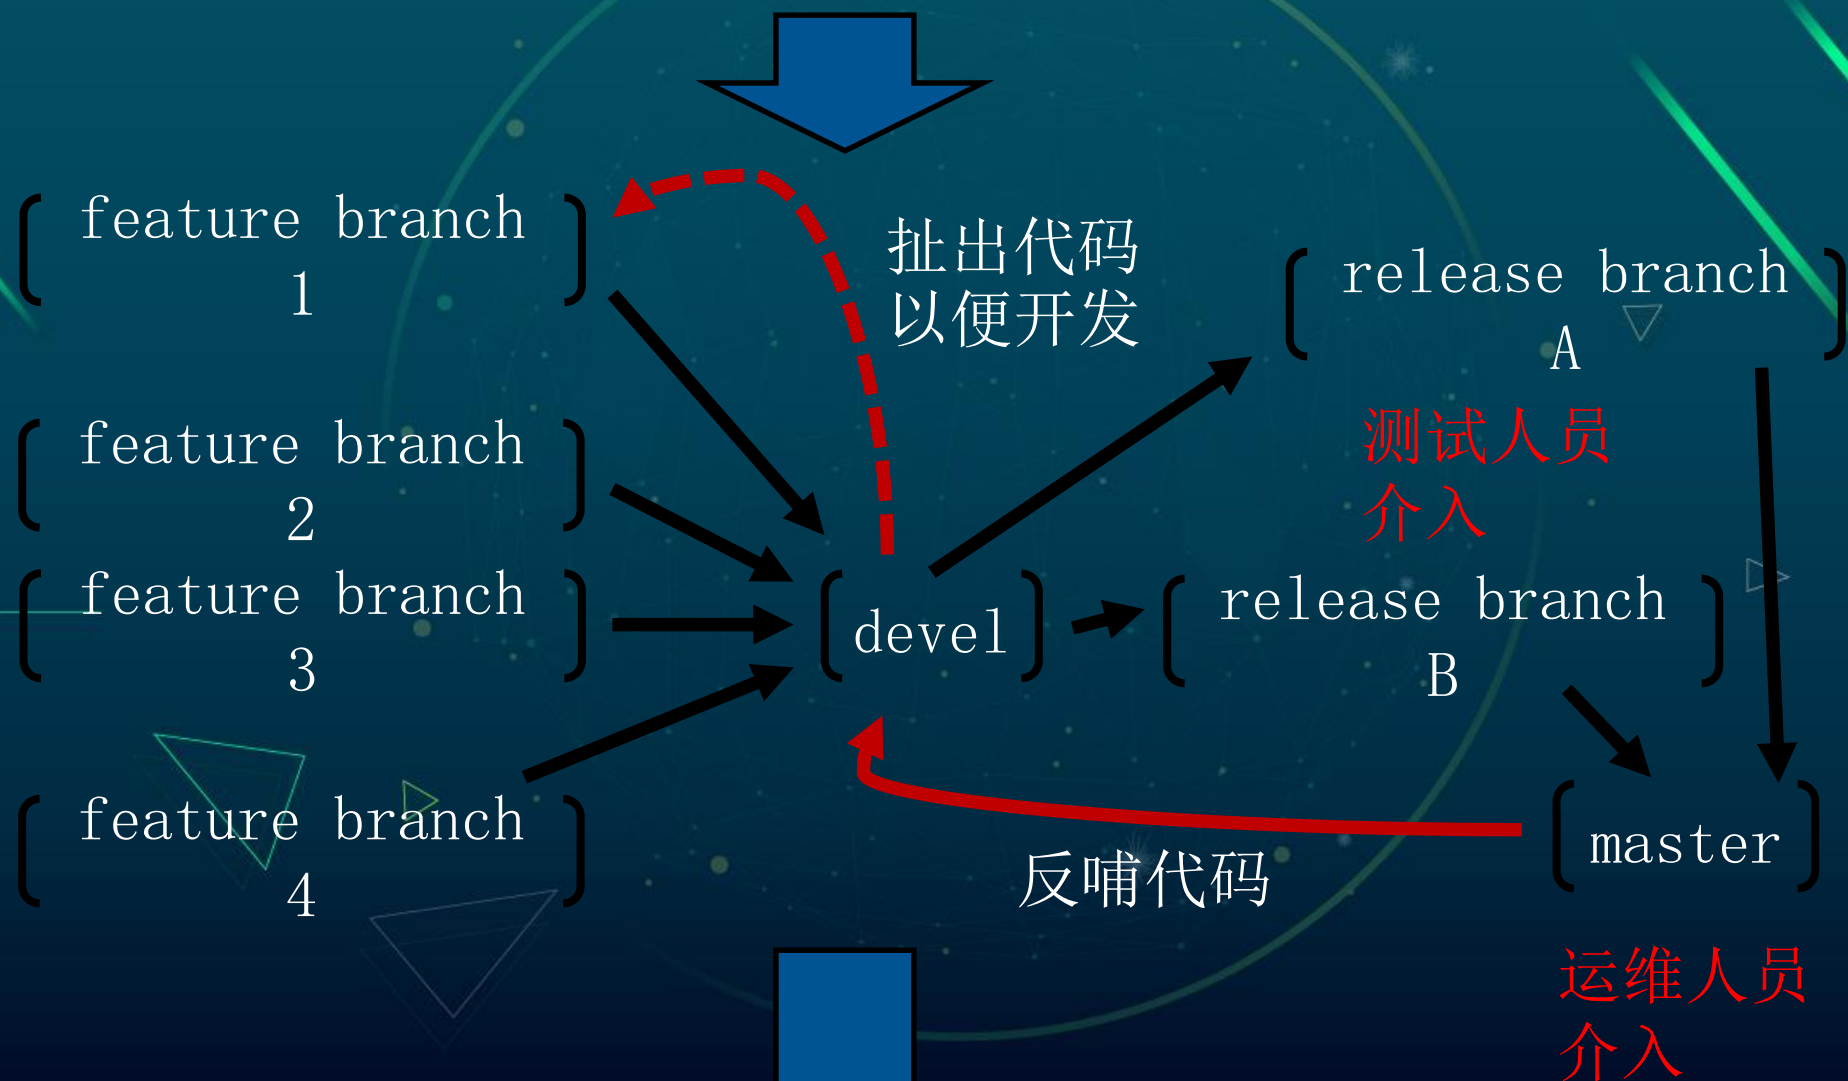 feature branch
1
扯出代码
以便开发
release branch
A
测试人员
介入
feature branch
2
feature branch
3
devel
release branch
B
feature branch
4
反哺代码
master
运维人员
介入